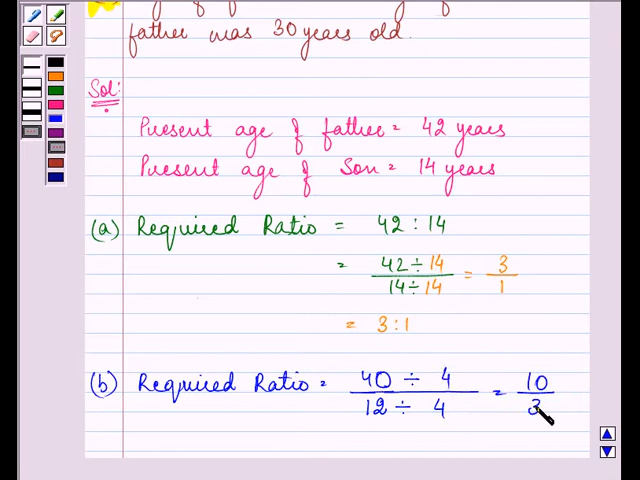 father was 30 years old.
Sol:
Present age of father = 42 years
Present age of Son = 14 years
(a) Required Ratio = 42 : 14
= 42 ÷ 14 / 14 ÷ 14 = 3 / 1
= 3 : 1
(b) Required Ratio = 40 ÷ 4 / 12 ÷ 4 = 10 / 3